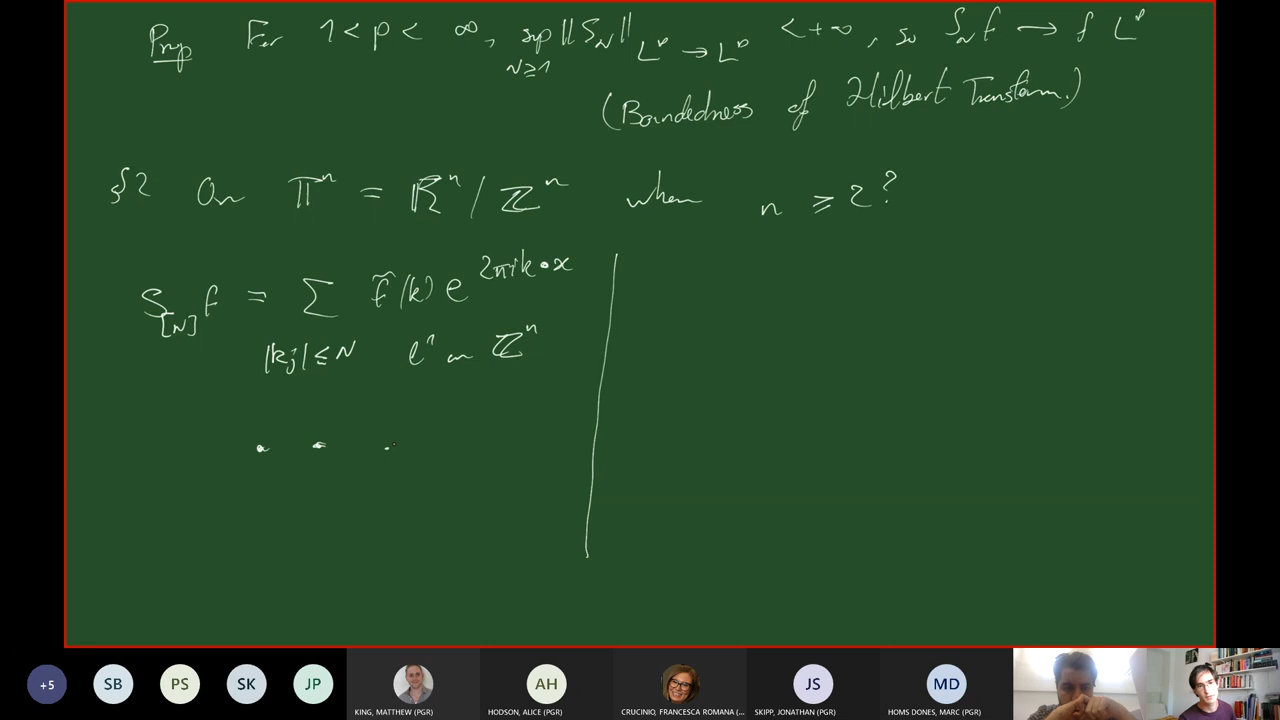 Prop For 1 < p < ∞, sup ‖S_N‖ L^p → L^p < +∞, so S_N f → f L^p
N≥1
(Boundedness of Hilbert Transform.)
§2 On 𝕋^n = ℝ^n / ℤ^n when n ≥ 2?
S_[N] f = ∑ f̃(k) e^{2πik•x}
|k_j| ≤ N on ℤ^n
+5
SB
PS
SK
JP
KING, MATTHEW (PGR)
AH
HODSON, ALICE (PGR)
CRUCINIO, FRANCESCA ROMANA (...
JS
SKIPP, JONATHAN (PGR)
MD
HOMS DONES, MARC (PGR)